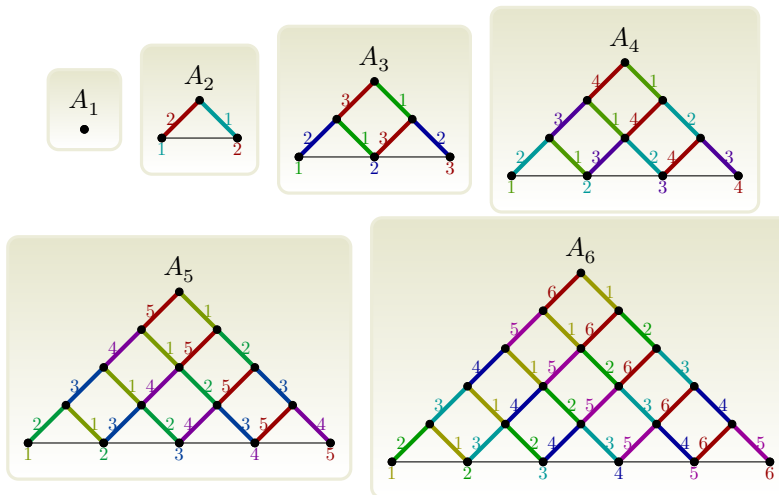 A₁
A₂
2 1
1 2
A₃
3 1
2 1 3 2
1 2 3
A₄
4 1
3 1 4 2
2 1 3 2 4 3
1 2 3 4
A₅
5 1
4 1 5 2
3 1 4 2 5 3
2 1 3 2 4 3 5 4
1 2 3 4 5
A₆
6 1
5 1 6 2
4 1 5 2 6 3
3 1 4 2 5 3 6 4
2 1 3 2 4 3 5 4 6 5
1 2 3 4 5 6